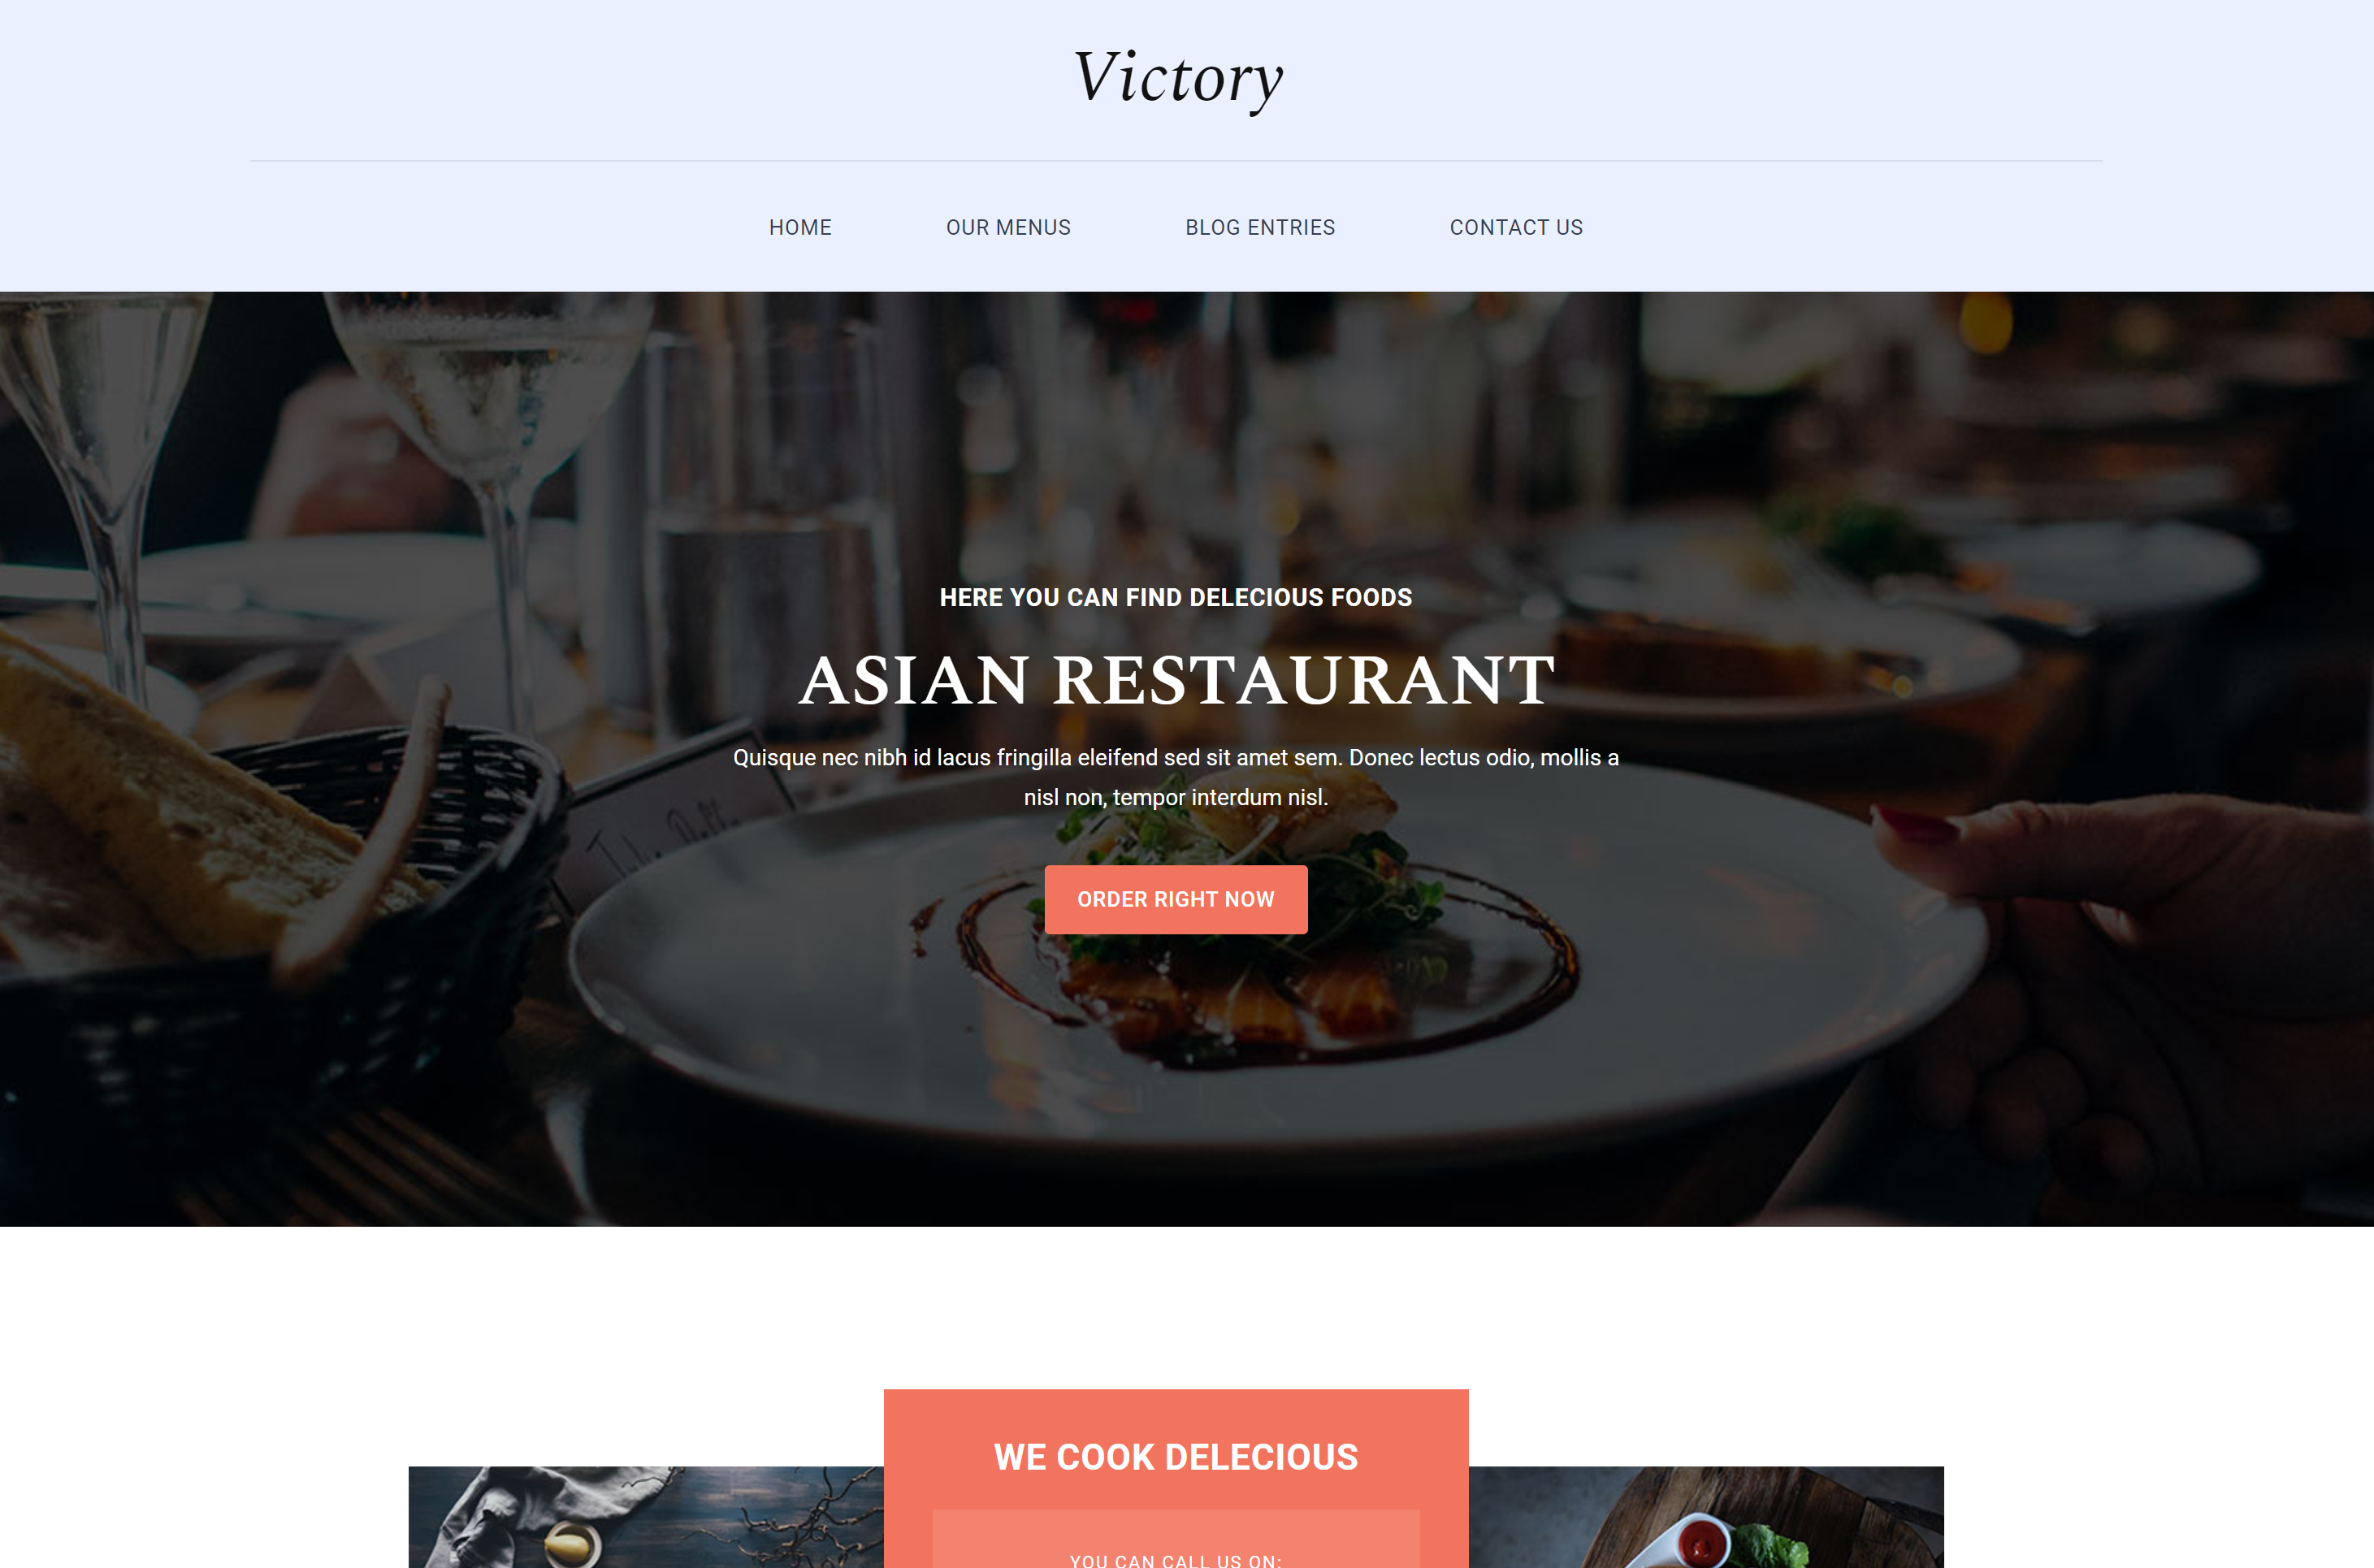 Victory
HOME OUR MENUS BLOG ENTRIES CONTACT US
HERE YOU CAN FIND DELECIOUS FOODS
ASIAN RESTAURANT
Quisque nec nibh id lacus fringilla eleifend sed sit amet sem. Donec lectus odio, mollis a
nisl non, tempor interdum nisl.
ORDER RIGHT NOW
WE COOK DELECIOUS
YOU CAN CALL US ON: